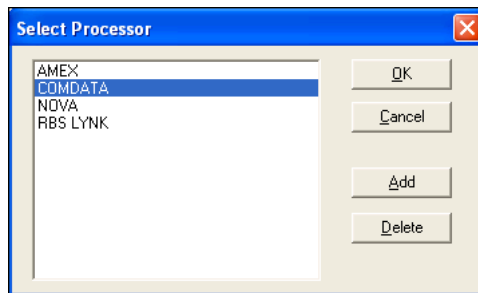 Select Processor
AMEX
COMDATA
NOVA
RBS LYNK
OK
Cancel
Add
Delete